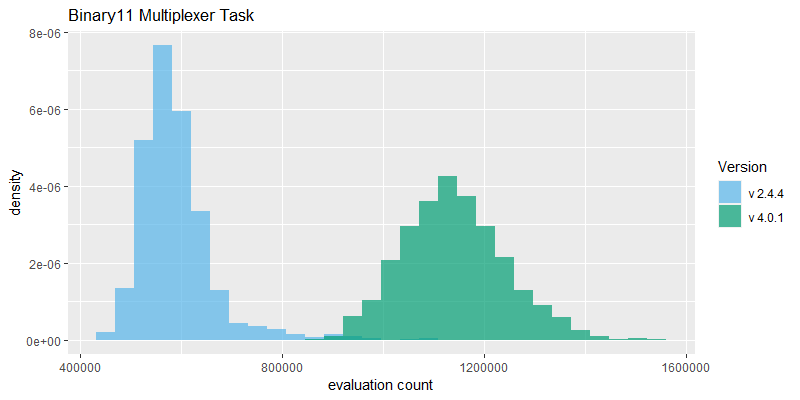 Binary11 Multiplexer Task
8e-06
6e-06
4e-06
2e-06
0e+00
density
400000 800000 1200000 1600000
evaluation count
Version
v 2.4.4
v 4.0.1